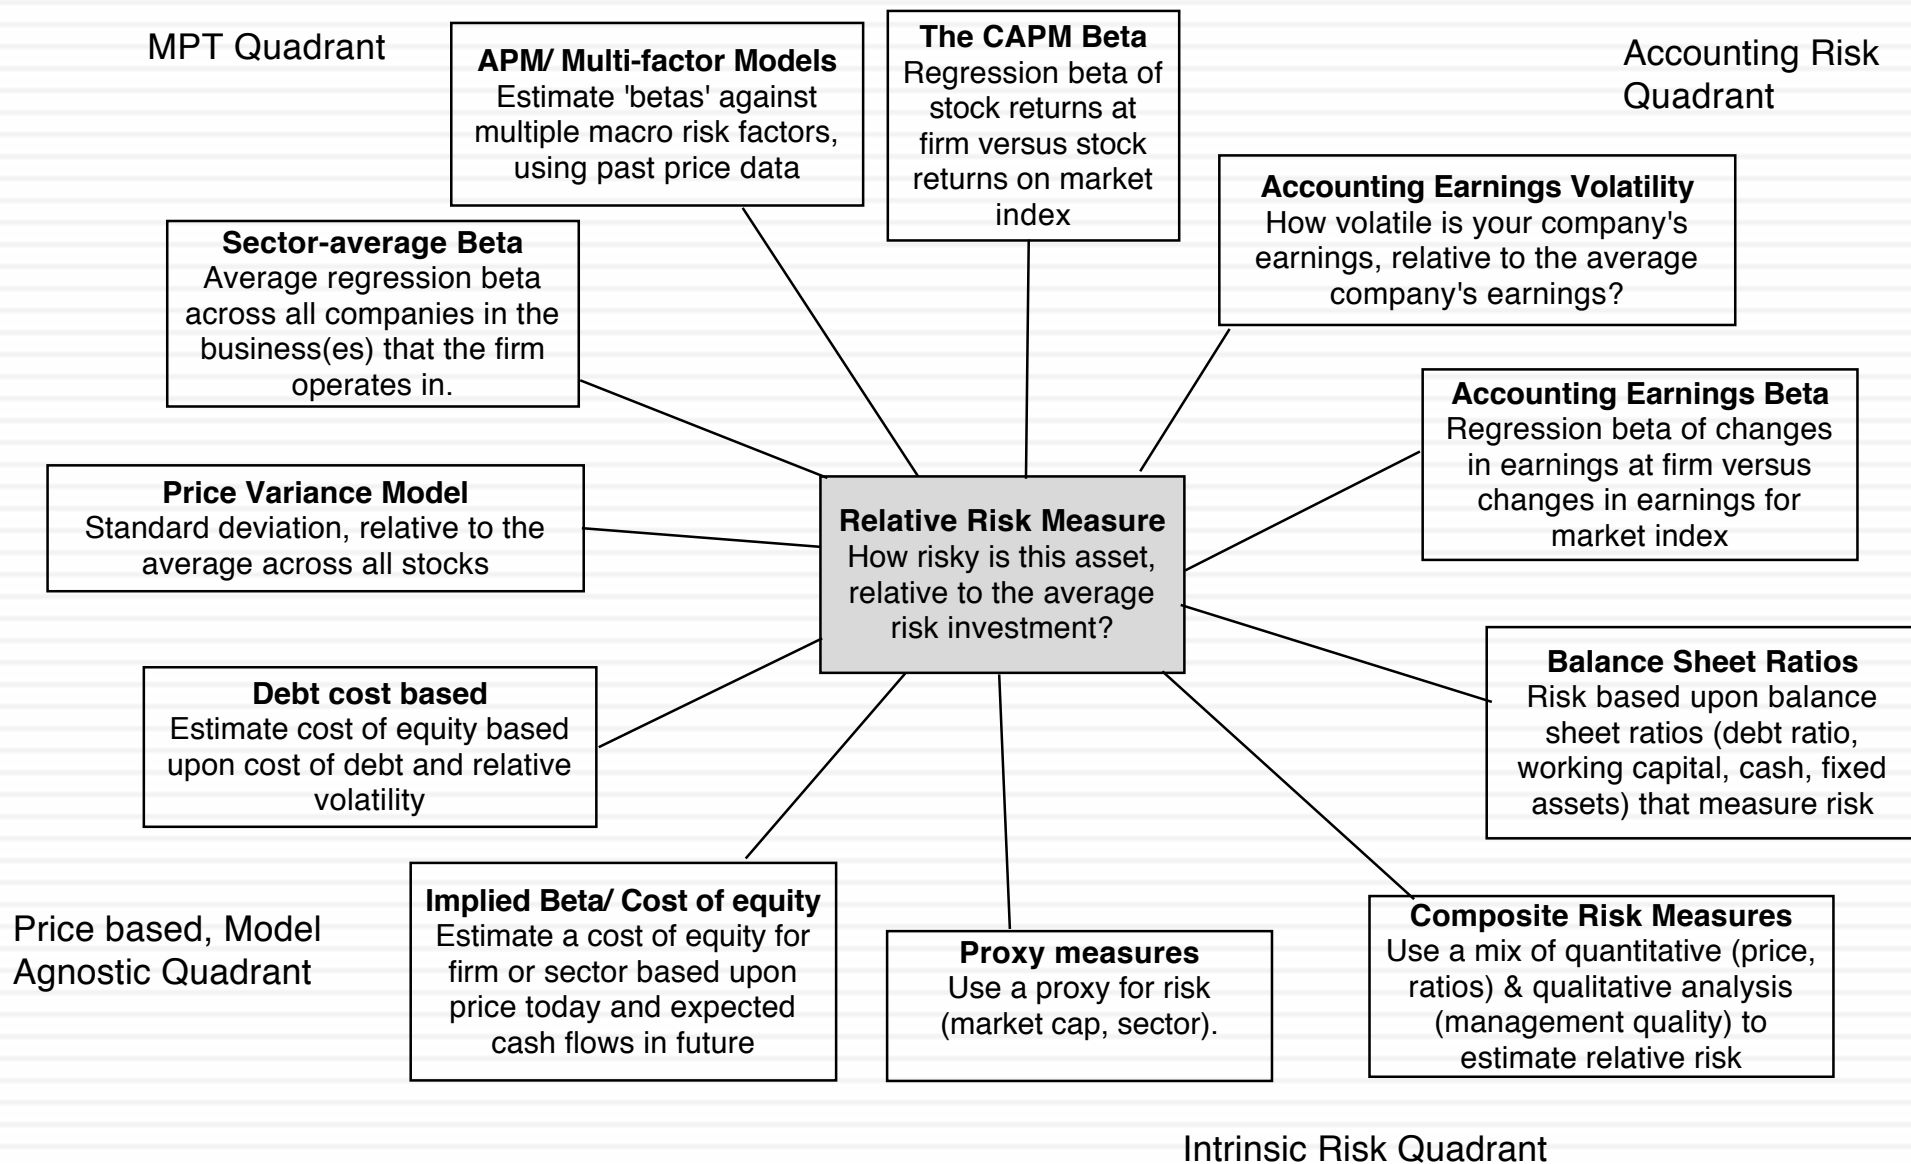 MPT Quadrant
APM/ Multi-factor Models
Estimate 'betas' against
multiple macro risk factors,
using past price data
The CAPM Beta
Regression beta of
stock returns at
firm versus stock
returns on market
index
Accounting Risk
Quadrant
Accounting Earnings Volatility
How volatile is your company's
earnings, relative to the average
company's earnings?
Sector-average Beta
Average regression beta
across all companies in the
business(es) that the firm
operates in.
Accounting Earnings Beta
Regression beta of changes
in earnings at firm versus
changes in earnings for
market index
Price Variance Model
Standard deviation, relative to the
average across all stocks
Relative Risk Measure
How risky is this asset,
relative to the average
risk investment?
Debt cost based
Estimate cost of equity based
upon cost of debt and relative
volatility
Balance Sheet Ratios
Risk based upon balance
sheet ratios (debt ratio,
working capital, cash, fixed
assets) that measure risk
Price based, Model
Agnostic Quadrant
Implied Beta/ Cost of equity
Estimate a cost of equity for
firm or sector based upon
price today and expected
cash flows in future
Proxy measures
Use a proxy for risk
(market cap, sector).
Composite Risk Measures
Use a mix of quantitative (price,
ratios) & qualitative analysis
(management quality) to
estimate relative risk
Intrinsic Risk Quadrant